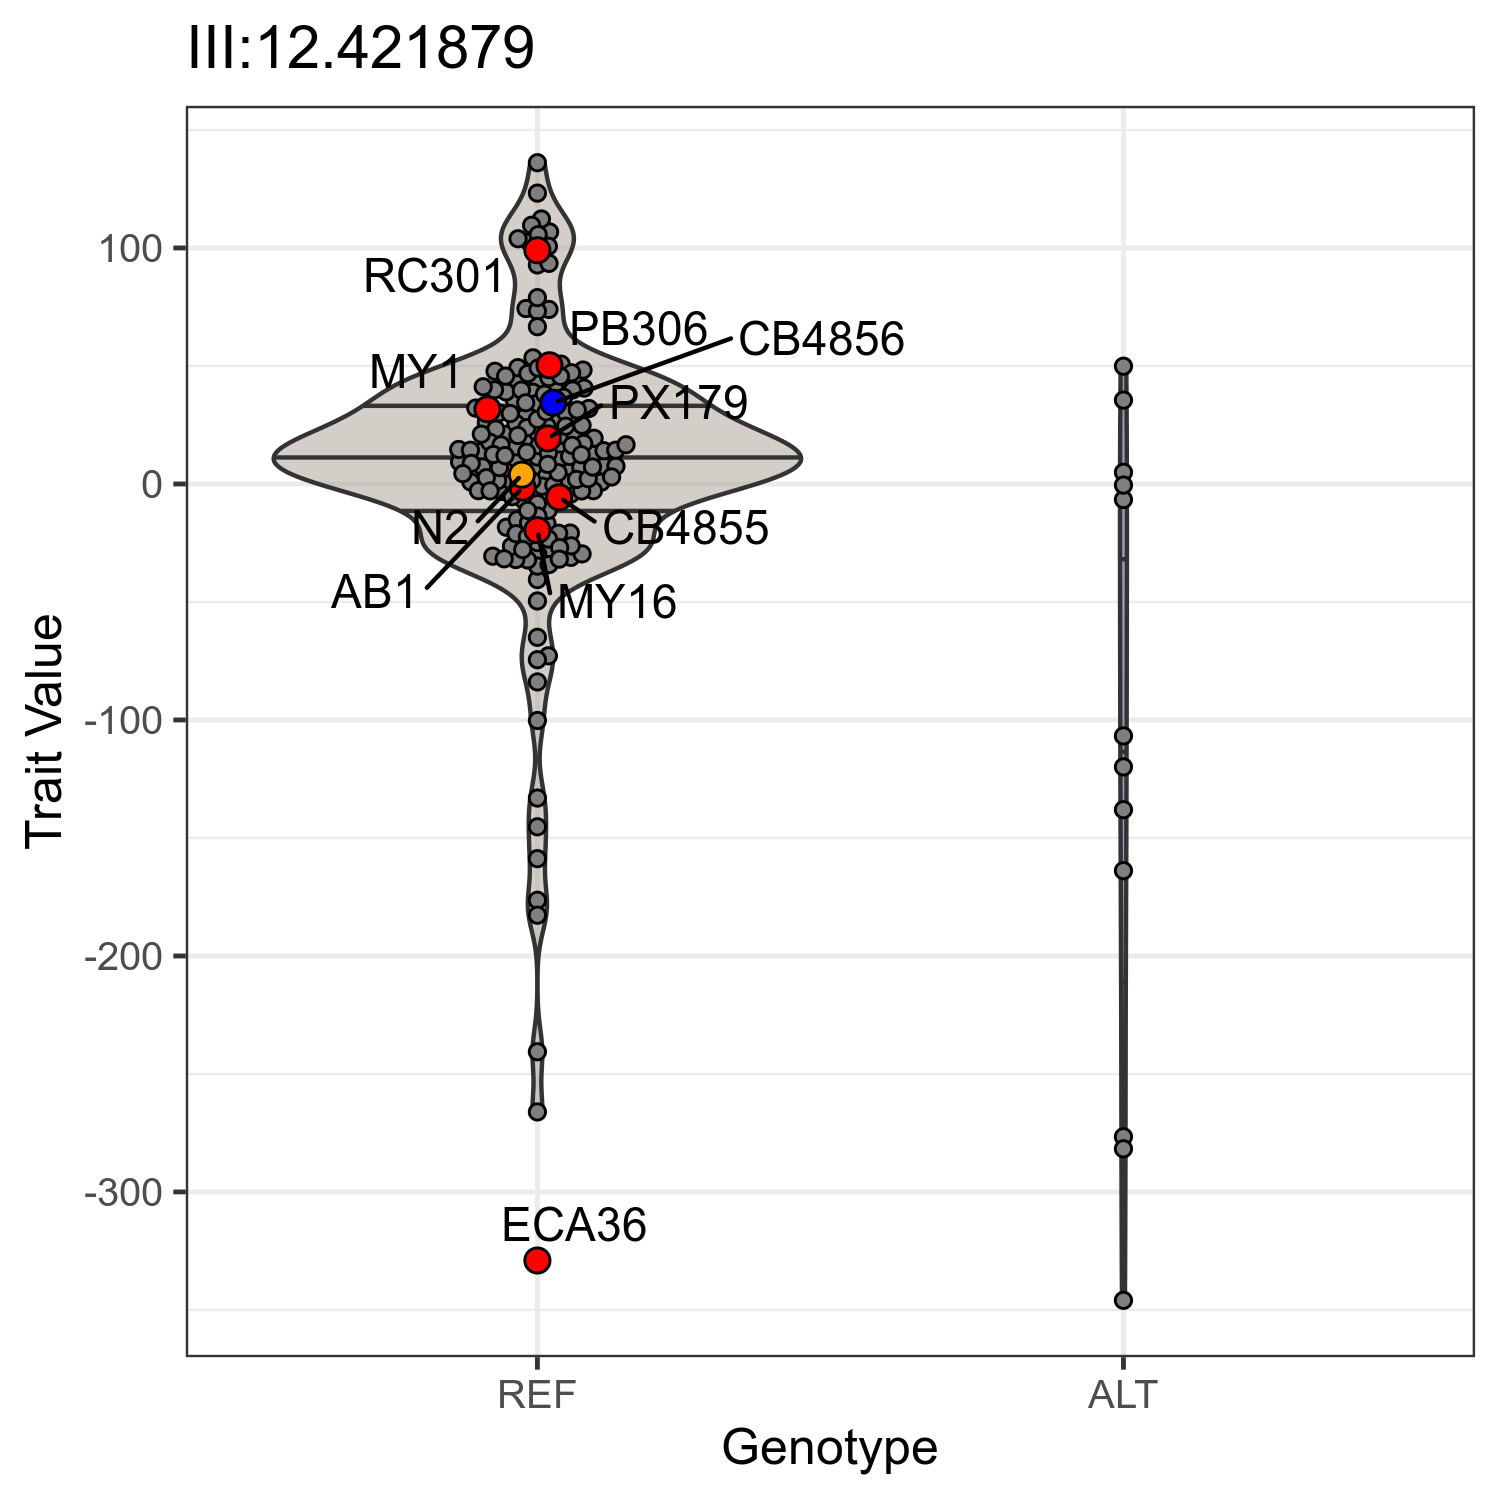 III:12.421879
Trait Value
100
0
-100
-200
-300
RC301
PB306
CB4856
MY1
PX179
N2
CB4855
AB1
MY16
ECA36
REF
ALT
Genotype